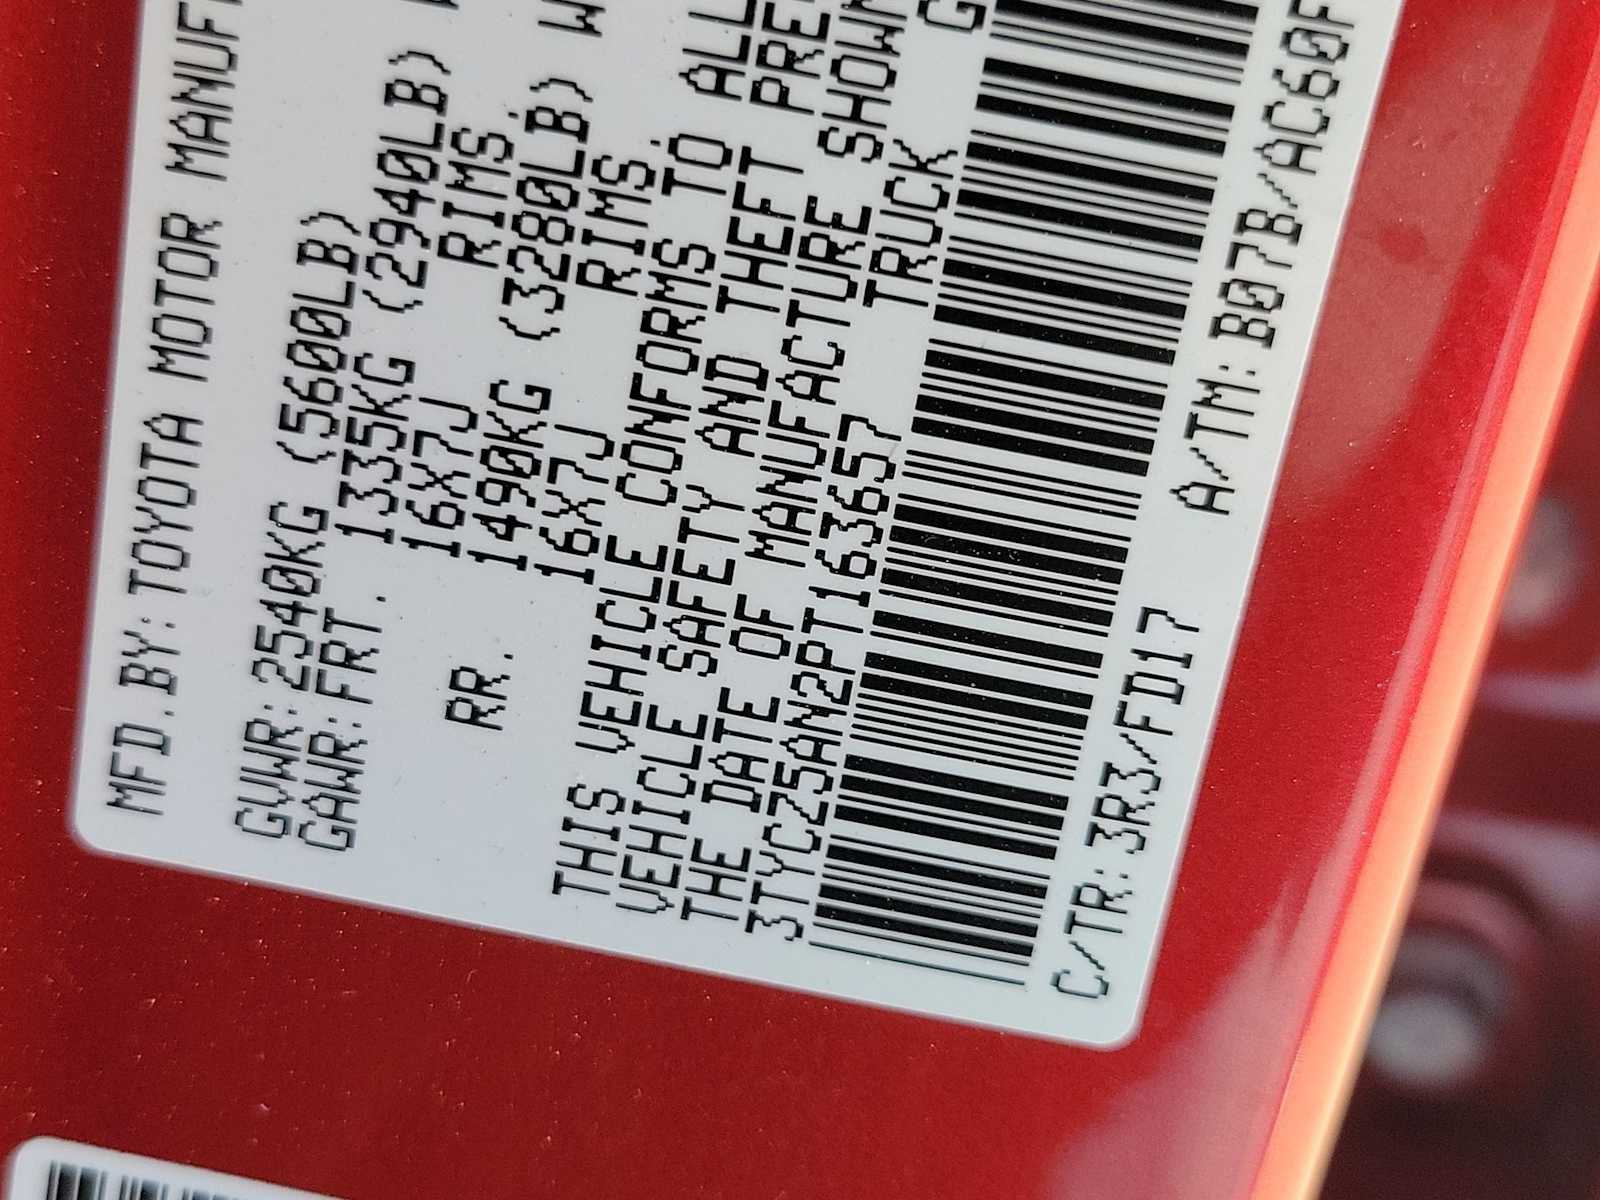 MFD.BY:TOYOTA MOTOR MANUF
GVWR:2540KG (5600LB)
GAWR:FRT. 1335KG (2940LB)
16X7J RIMS,
RR. 1490KG (3280LB) W
16X7J RIMS,
THIS VEHICLE CONFORMS TO ALL
VEHICLE SAFETY AND THEFT PRE
THE DATE OF MANUFACTURE SHOWN
3TYCZ5AN2PT163657 TRUCK G
C/TR:3R3/FD17 A/TM:B07B/AC60F